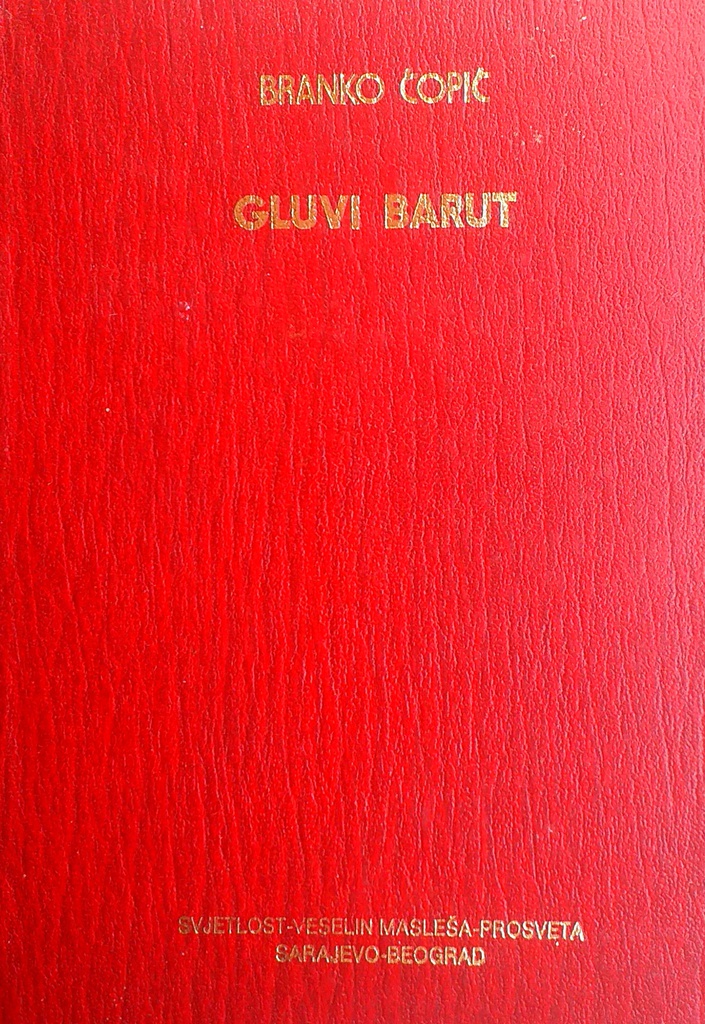 BRANKO ĆOPIĆ
GLUVI BARUT
SVJETLOST-VESELIN MASLEŠA-PROSVETA
SARAJEVO-BEOGRAD